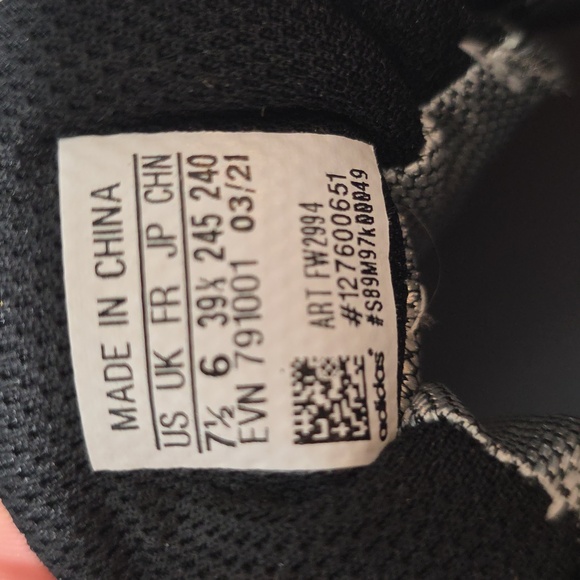 MADE IN CHINA
US UK FR JP CHN
7½ 6 39⅓ 245 240
EVN 791001 03/21
ART FW2994
#127600651
#S89M97k00049
adidas